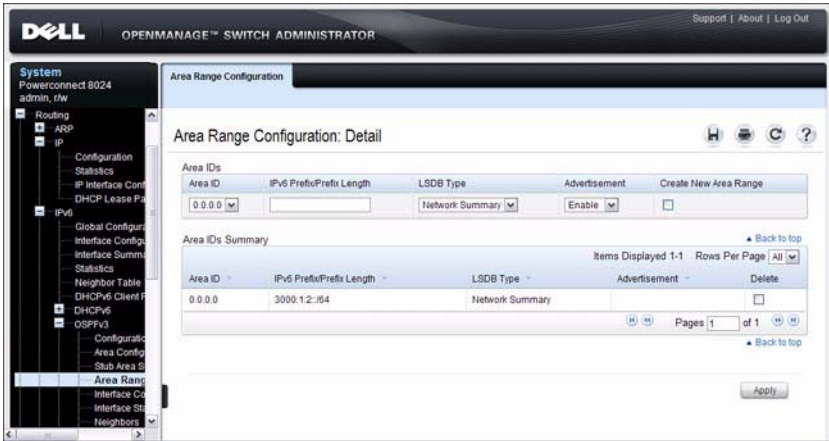 DELL
OPENMANAGE™ SWITCH ADMINISTRATOR
Support | About | Log Out
System
Powerconnect 8024
admin, r/w
Routing
ARP
IP
Configuration
Statistics
IP Interface Conf
DHCP Lease Pa
IPv6
Global Configura
Interface Configu
Interface Summa
Statistics
Neighbor Table
DHCPv6 Client P
DHCPv6
OSPFv3
Configuratio
Area Config
Stub Area S
Area Rang
Interface Co
Interface Sta
Neighbors
Area Range Configuration
Area Range Configuration: Detail
Area IDs
Area ID IPv6 Prefix/Prefix Length LSDB Type Advertisement Create New Area Range
0.0.0.0 Network Summary Enable
Area IDs Summary
Back to top
Items Displayed 1-1 Rows Per Page All
Area ID IPv6 Prefix/Prefix Length LSDB Type Advertisement Delete
0.0.0.0 3000:1:2::/64 Network Summary
Pages 1 of 1
Back to top
Apply